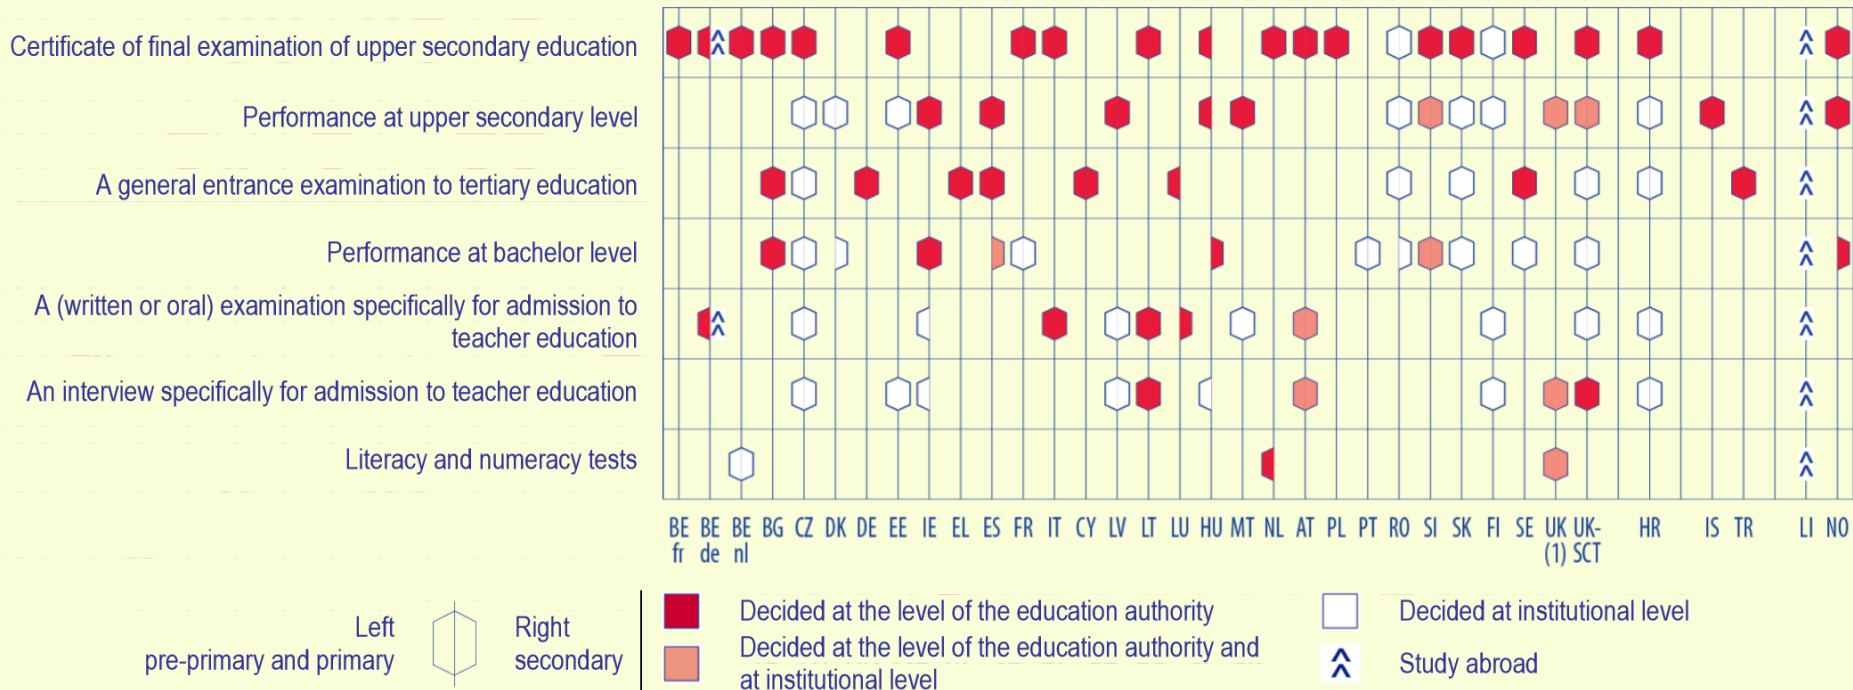 Certificate of final examination of upper secondary education
Performance at upper secondary level
A general entrance examination to tertiary education
Performance at bachelor level
A (written or oral) examination specifically for admission to
teacher education
An interview specifically for admission to teacher education
Literacy and numeracy tests
BE BE BE BG CZ DK DE EE IE EL ES FR IT CY LV LT LU HU MT NL AT PL PT RO SI SK FI SE UK UK- HR IS TR LI NO
fr de nl (1) SCT
Left Right
pre-primary and primary secondary
Decided at the level of the education authority
Decided at the level of the education authority and
at institutional level
Decided at institutional level
Study abroad